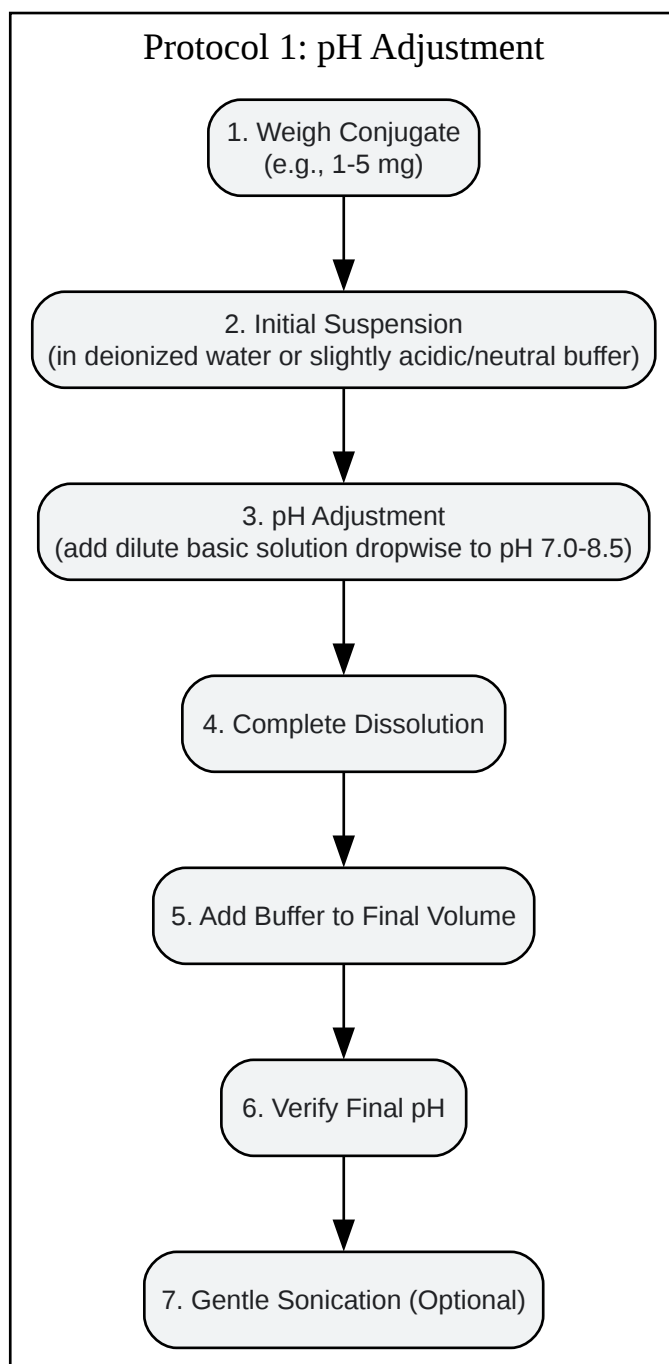 Protocol 1: pH Adjustment
1. Weigh Conjugate
(e.g., 1-5 mg)
2. Initial Suspension
(in deionized water or slightly acidic/neutral buffer)
3. pH Adjustment
(add dilute basic solution dropwise to pH 7.0-8.5)
4. Complete Dissolution
5. Add Buffer to Final Volume
6. Verify Final pH
7. Gentle Sonication (Optional)